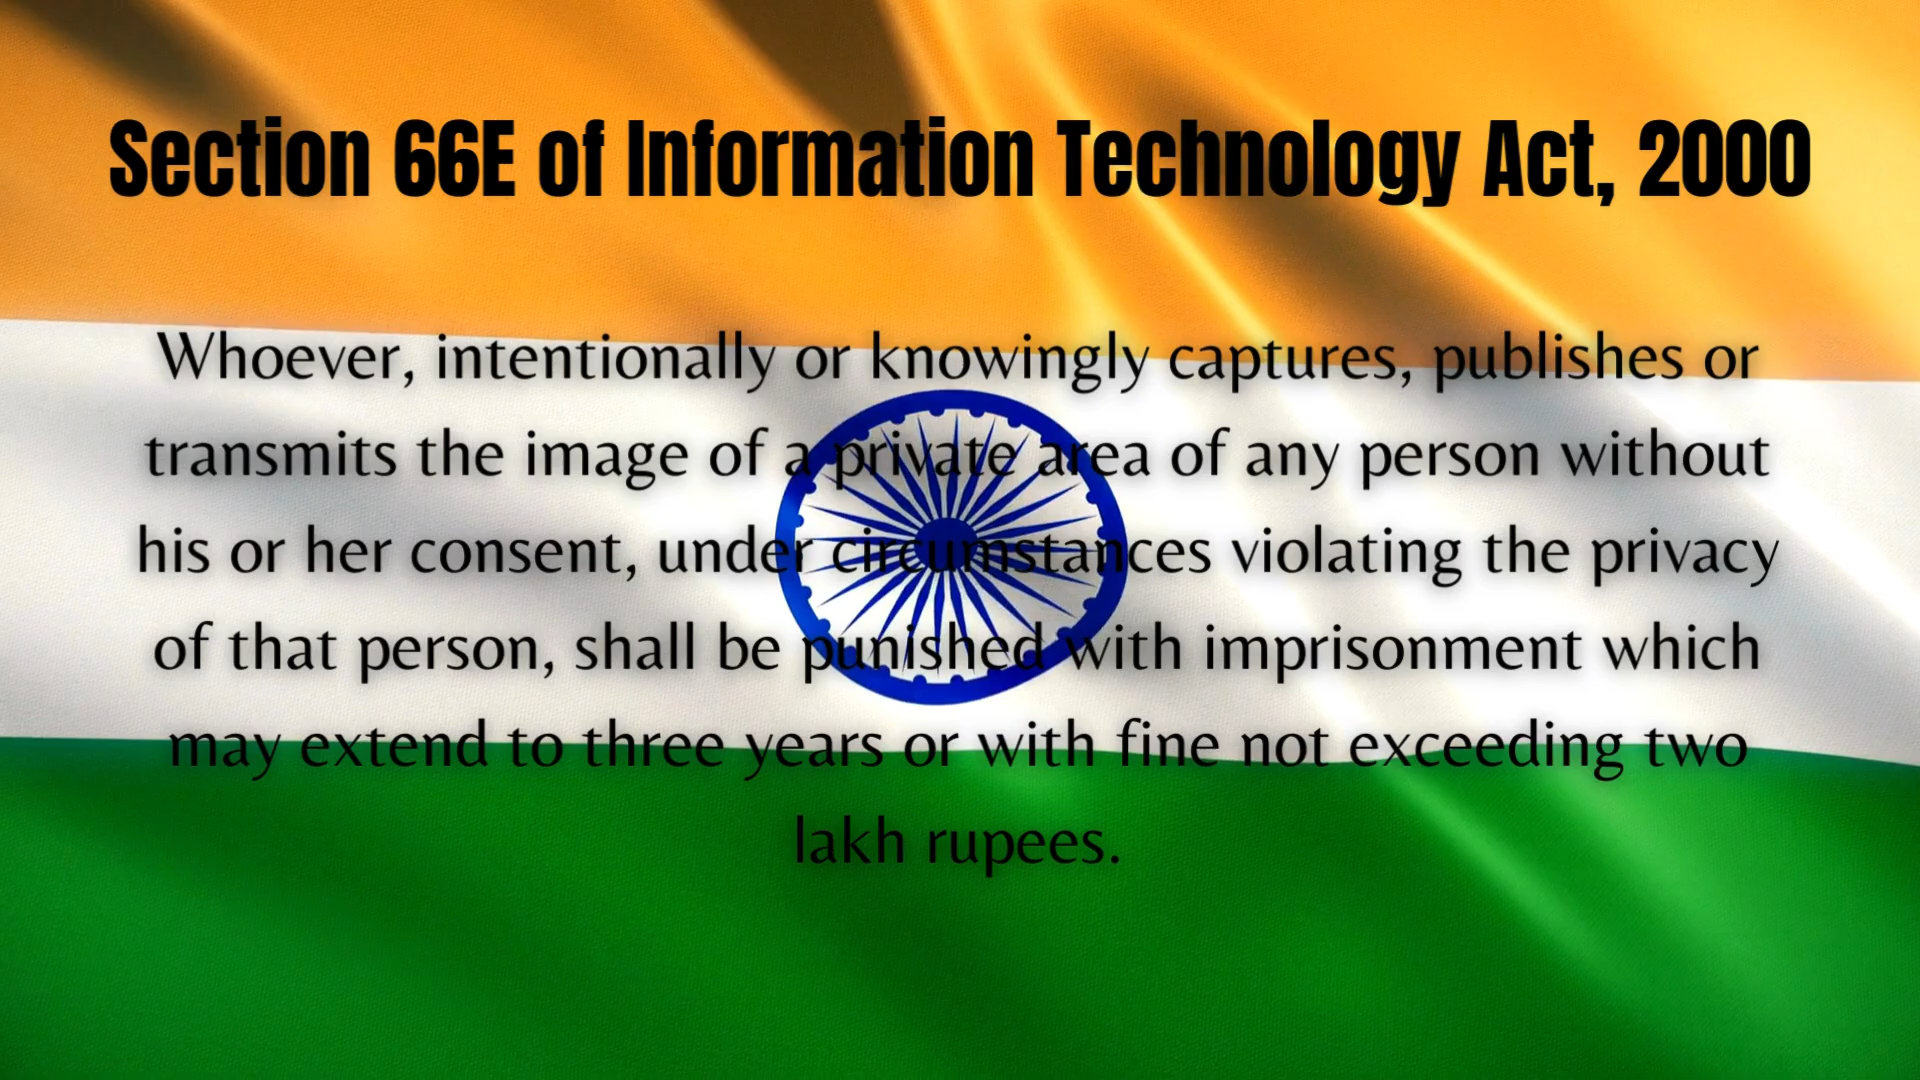 Section 66E of Information Technology Act, 2000
Whoever, intentionally or knowingly captures, publishes or
transmits the image of a private area of any person without
his or her consent, under circumstances violating the privacy
of that person, shall be punished with imprisonment which
may extend to three years or with fine not exceeding two
lakh rupees.